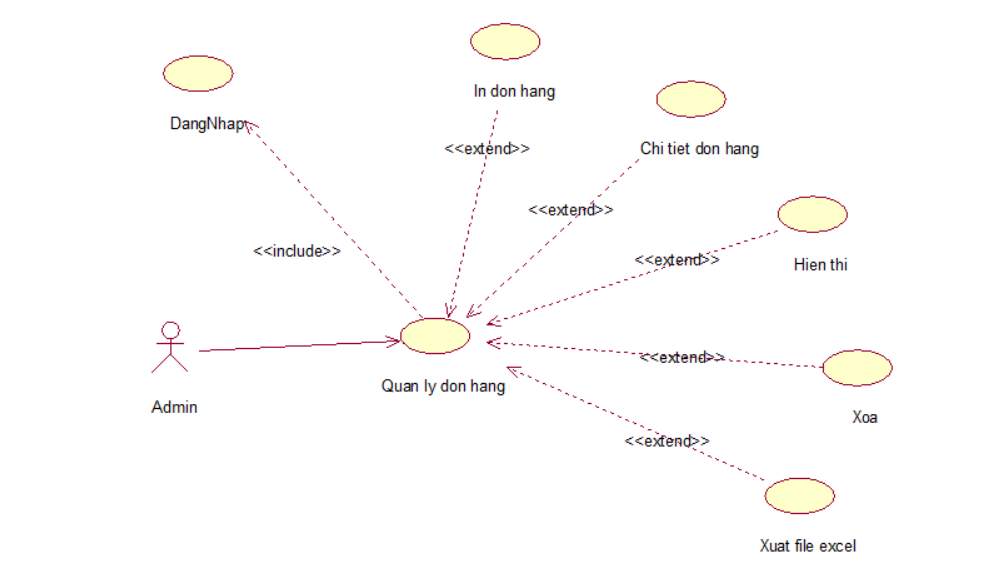 In don hang
DangNhap
<<extend>>
Chi tiet don hang
<<extend>>
<<include>>
<<extend>>
Hien thi
<<extend>>
Quan ly don hang
Admin
Xoa
<<extend>>
Xuat file excel